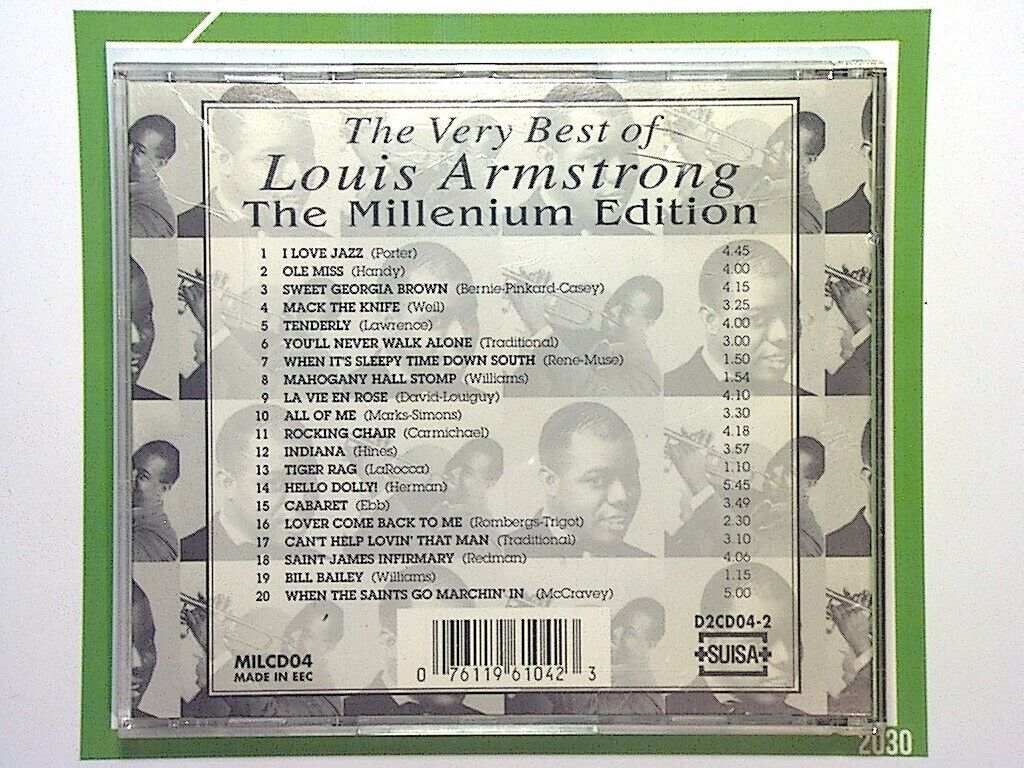 The Very Best of
Louis Armstrong
The Millenium Edition
1 I LOVE JAZZ (Porter) 4.45
2 OLE MISS (Handy) 4.00
3 SWEET GEORGIA BROWN (Bernie-Pinkard-Casey) 4.15
4 MACK THE KNIFE (Weil) 3.25
5 TENDERLY (Lawrence) 4.00
6 YOU'LL NEVER WALK ALONE (Traditional) 3.00
7 WHEN IT'S SLEEPY TIME DOWN SOUTH (Rene-Muse) 1.50
8 MAHOGANY HALL STOMP (Williams) 1.54
9 LA VIE EN ROSE (David-Louiguy) 4.10
10 ALL OF ME (Marks-Simons) 3.30
11 ROCKING CHAIR (Carmichael) 4.18
12 INDIANA (Hines) 3.57
13 TIGER RAG (LaRocca) 1.10
14 HELLO DOLLY! (Herman) 5.45
15 CABARET (Ebb) 3.49
16 LOVER COME BACK TO ME (Rombergs-Trigot) 2.30
17 CAN'T HELP LOVIN' THAT MAN (Traditional) 3.10
18 SAINT JAMES INFIRMARY (Redman) 4.06
19 BILL BAILEY (Williams) 1.15
20 WHEN THE SAINTS GO MARCHIN' IN (McCravey) 5.00
D2CD04-2
SUISA
MILCD04
MADE IN EEC
0 76119 61042 3
2030